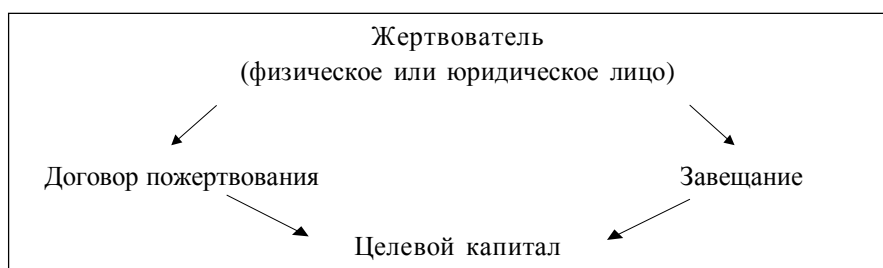 Жертвователь
(физическое или юридическое лицо)
Договор пожертвования
Завещание
Целевой капитал